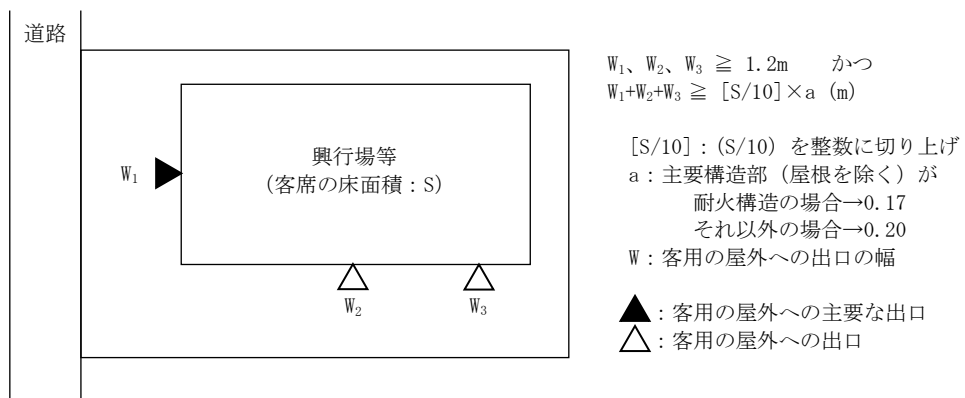 道路
興行場等
(客席の床面積：S)
W₁
W₂
W₃
W₁、W₂、W₃ ≧ 1.2m　かつ
W₁+W₂+W₃ ≧ [S/10]×a (m)
[S/10]：(S/10) を整数に切り上げ
a：主要構造部（屋根を除く）が
耐火構造の場合→0.17
それ以外の場合→0.20
W：客用の屋外への出口の幅
▲：客用の屋外への主要な出口
△：客用の屋外への出口